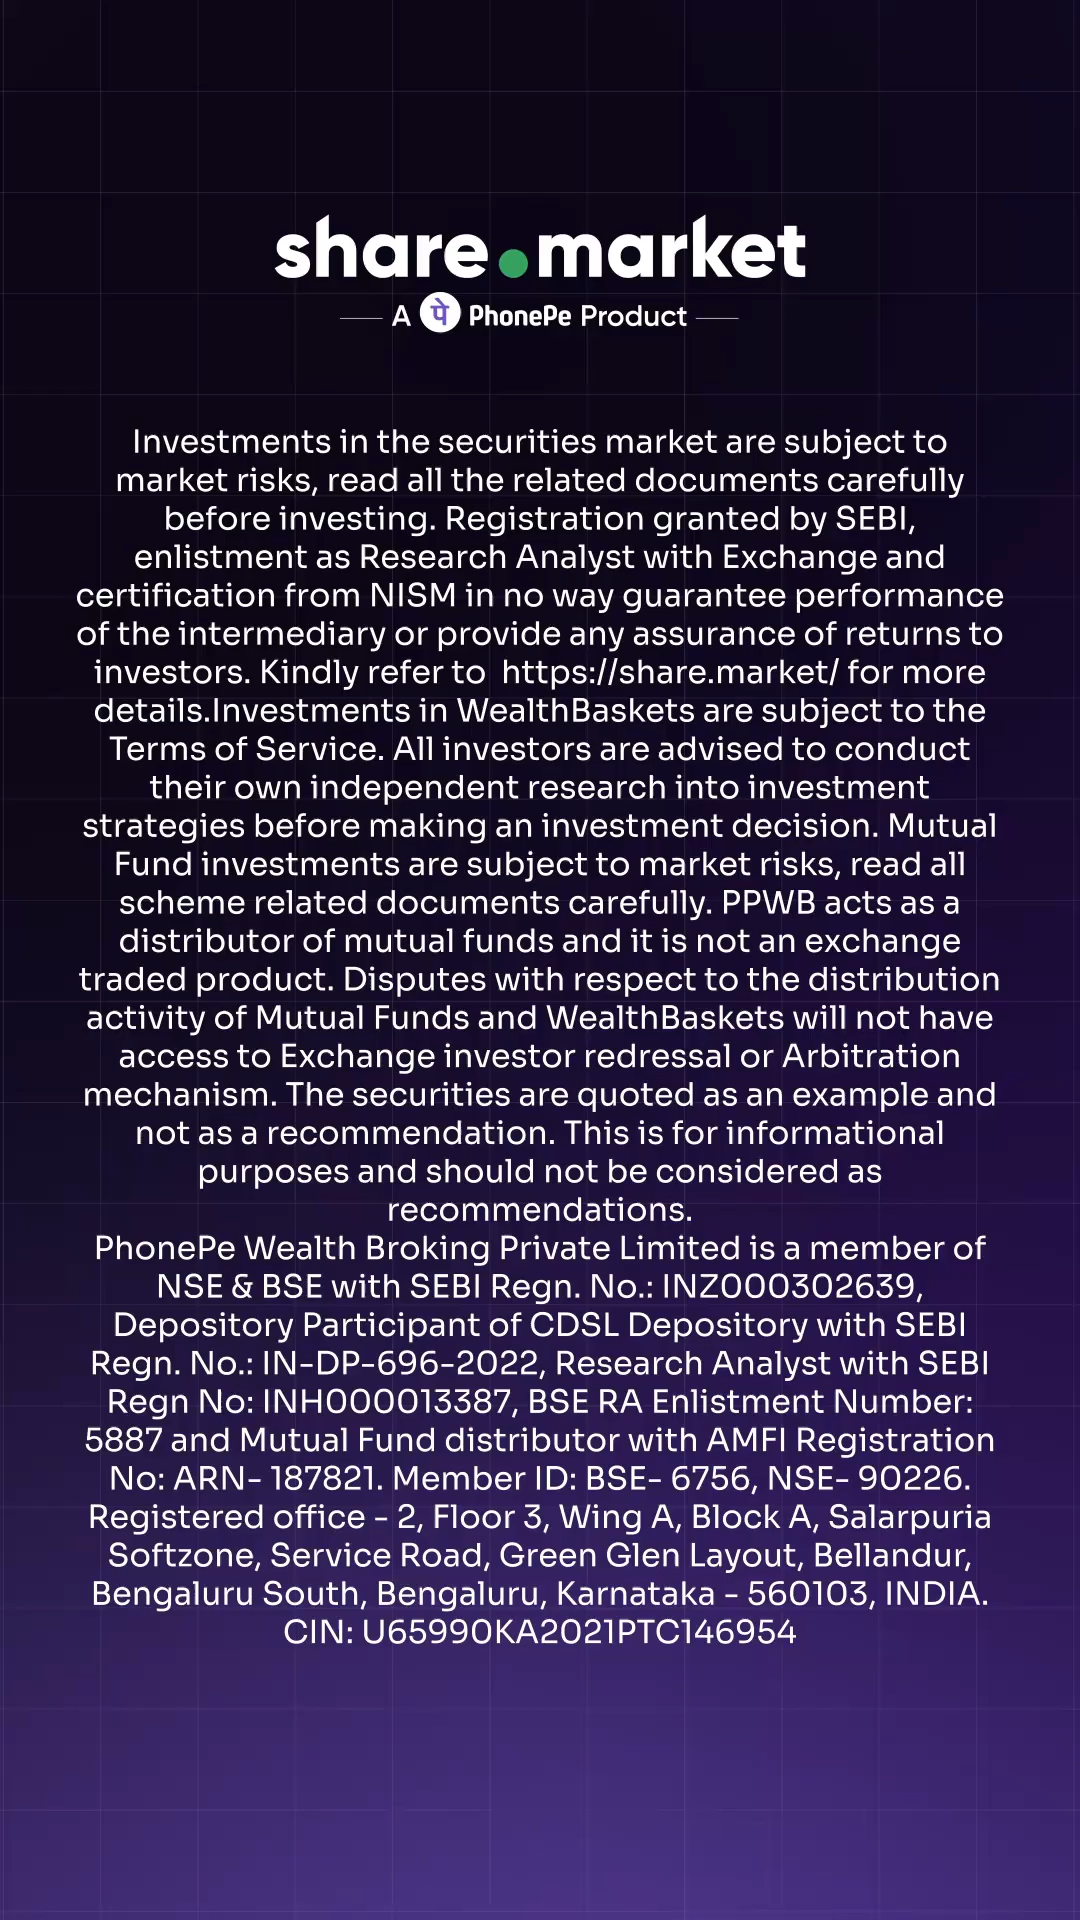 share.market
A पे PhonePe Product
Investments in the securities market are subject to
market risks, read all the related documents carefully
before investing. Registration granted by SEBI,
enlistment as Research Analyst with Exchange and
certification from NISM in no way guarantee performance
of the intermediary or provide any assurance of returns to
investors. Kindly refer to  https://share.market/ for more
details.Investments in WealthBaskets are subject to the
Terms of Service. All investors are advised to conduct
their own independent research into investment
strategies before making an investment decision. Mutual
Fund investments are subject to market risks, read all
scheme related documents carefully. PPWB acts as a
distributor of mutual funds and it is not an exchange
traded product. Disputes with respect to the distribution
activity of Mutual Funds and WealthBaskets will not have
access to Exchange investor redressal or Arbitration
mechanism. The securities are quoted as an example and
not as a recommendation. This is for informational
purposes and should not be considered as
recommendations.
PhonePe Wealth Broking Private Limited is a member of
NSE & BSE with SEBI Regn. No.: INZ000302639,
Depository Participant of CDSL Depository with SEBI
Regn. No.: IN-DP-696-2022, Research Analyst with SEBI
Regn No: INH000013387, BSE RA Enlistment Number:
5887 and Mutual Fund distributor with AMFI Registration
No: ARN- 187821. Member ID: BSE- 6756, NSE- 90226.
Registered office - 2, Floor 3, Wing A, Block A, Salarpuria
Softzone, Service Road, Green Glen Layout, Bellandur,
Bengaluru South, Bengaluru, Karnataka - 560103, INDIA.
CIN: U65990KA2021PTC146954